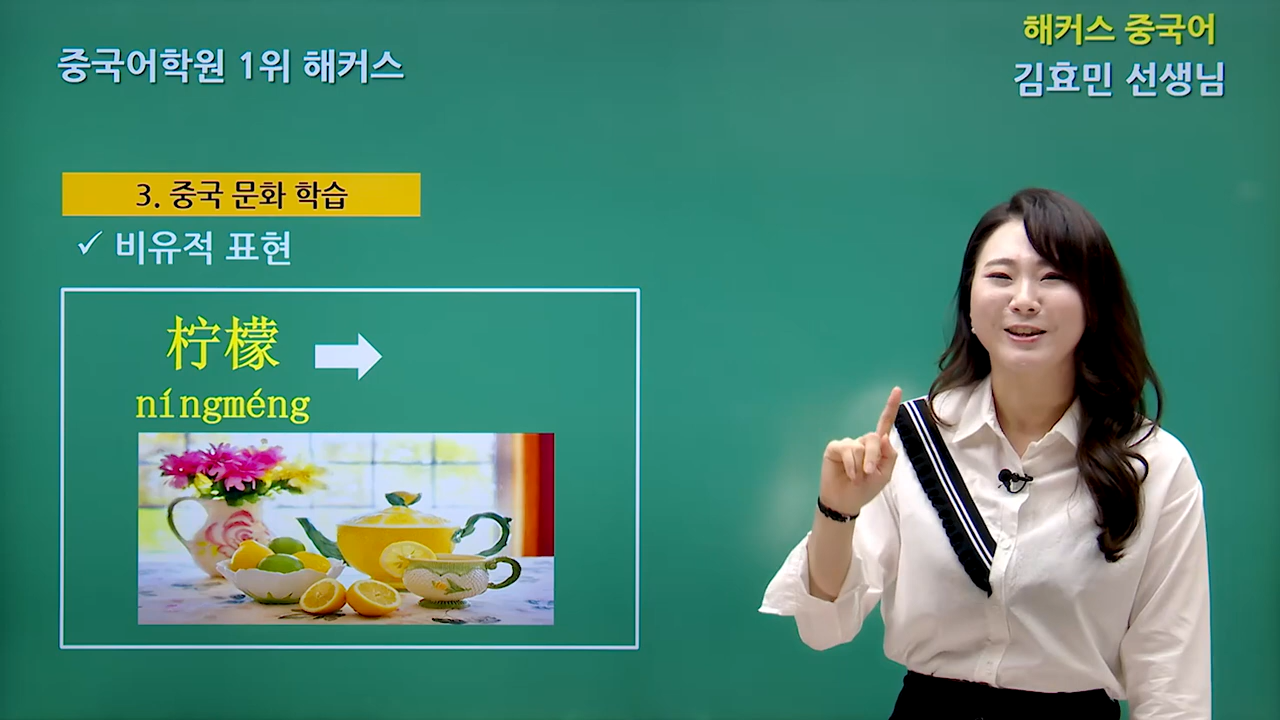 중국어학원 1위 해커스
해커스 중국어
김효민 선생님
3. 중국 문화 학습
✓ 비유적 표현
柠檬
níngméng